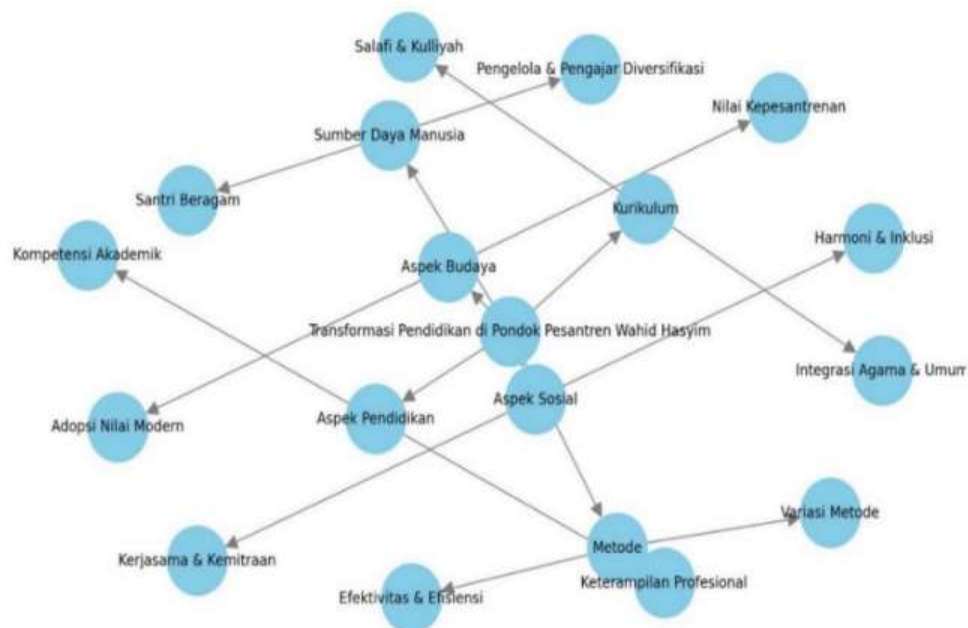 Salafi & Kulliyah
Pengelola & Pengajar Diversifikasi
Nilai Kepesantrenan
Sumber Daya Manusia
Santri Beragam
Kurikulum
Kompetensi Akademik
Harmoni & Inklusi
Aspek Budaya
Transformasi Pendidikan di Pondok Pesantren Wahid Hasyim
Integrasi Agama & Umum
Aspek Sosial
Aspek Pendidikan
Adopsi Nilai Modern
Variasi Metode
Metode
Kerjasama & Kemitraan
Keterampilan Profesional
Efektivitas & Efisiensi